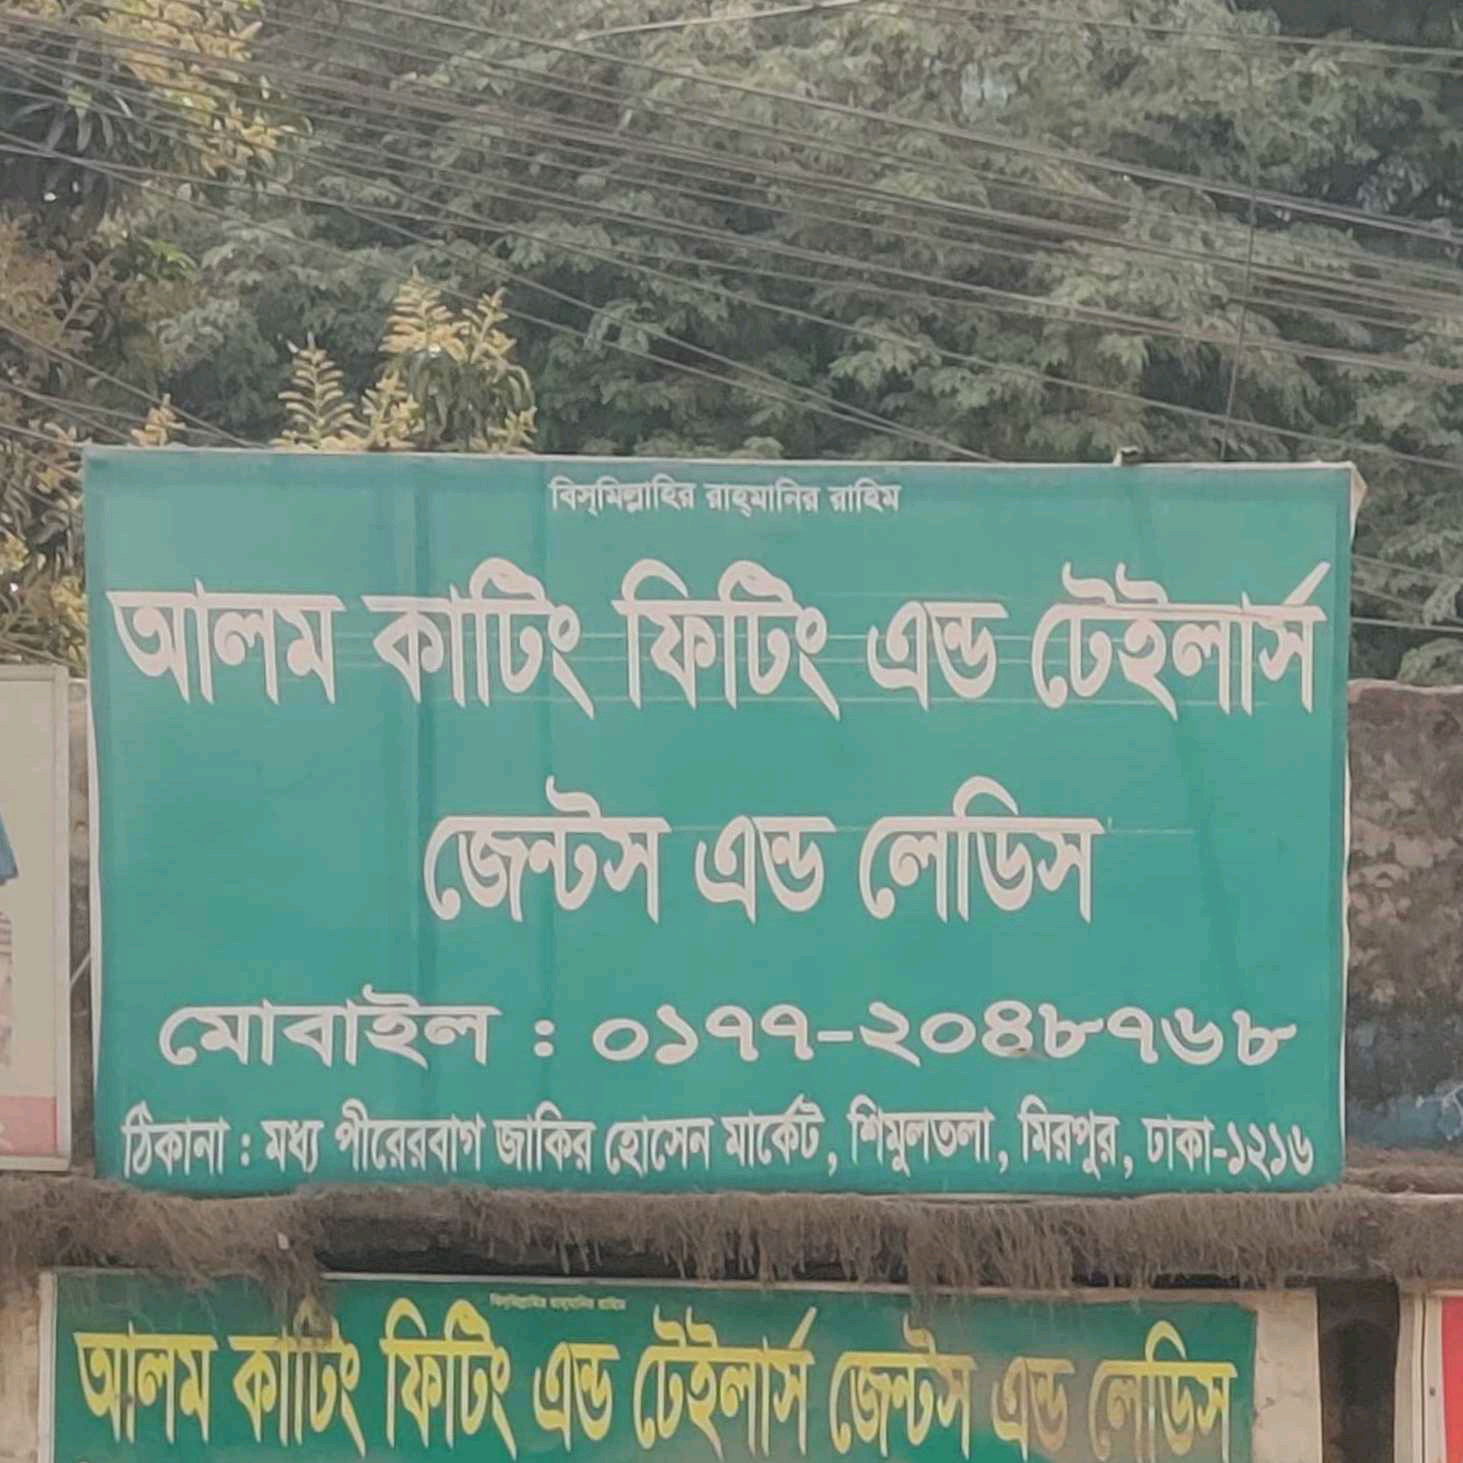 বিস্‌মিল্লাহির রাহ্‌মানির রাহিম
আলম কাটিং ফিটিং এন্ড টেইলার্স
জেন্টস এন্ড লেডিস
মোবাইল : ০১৭৭-২০৪৮৭৬৮
ঠিকানা : মধ্য পীরেরবাগ জাকির হোসেন মার্কেট, শিমুলতলা, মিরপুর, ঢাকা-১২১৬
বিস্‌মিল্লাহির রাহ্‌মানির রাহিম
আলম কাটিং ফিটিং এন্ড টেইলার্স জেন্টস এন্ড লেডিস